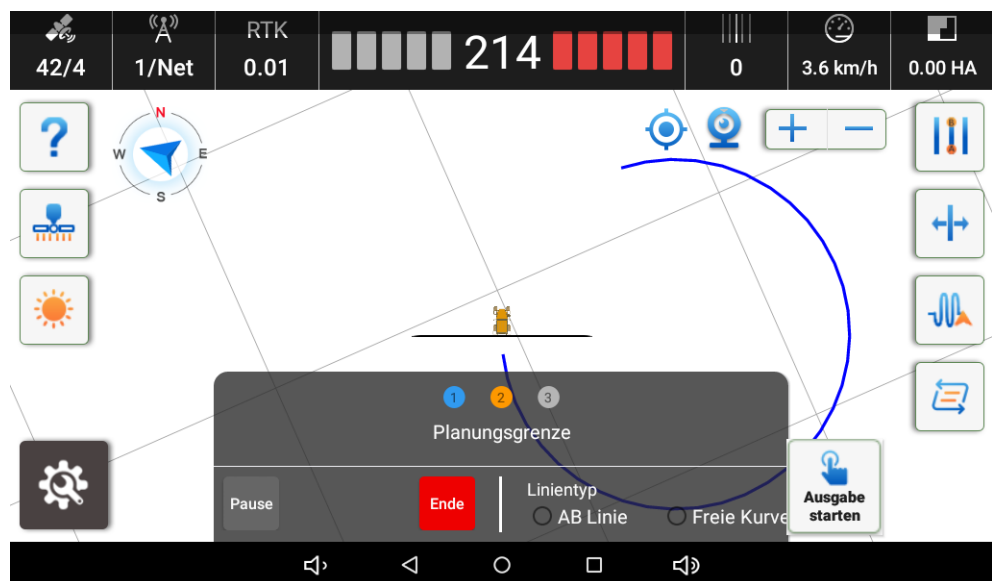 RTK
42/4
1/Net
0.01
214
0
3.6 km/h
0.00 HA
N
W
E
S
1
2
3
Planungsgrenze
Pause
Ende
Linientyp
AB Linie
Freie Kurve
Ausgabe
starten